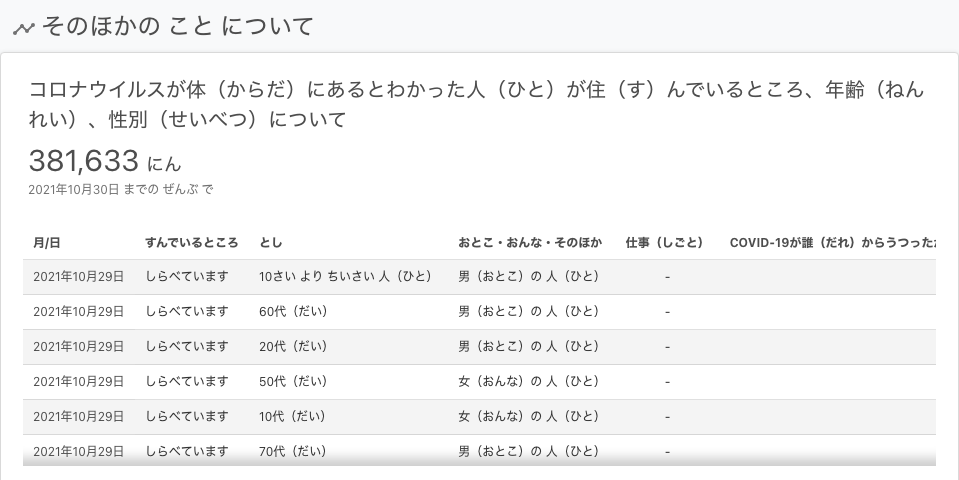 そのほかの こと について
コロナウイルスが体（からだ）にあるとわかった人（ひと）が住（す）んでいるところ、年齢（ねん
れい）、性別（せいべつ）について
381,633 にん
2021年10月30日 までの ぜんぶ で
月/日 すんでいるところ とし おとこ・おんな・そのほか 仕事（しごと） COVID-19が誰（だれ）からうつった
2021年10月29日 しらべています 10さい より ちいさい 人（ひと） 男（おとこ）の 人（ひと） -
2021年10月29日 しらべています 60代（だい） 男（おとこ）の 人（ひと） -
2021年10月29日 しらべています 20代（だい） 男（おとこ）の 人（ひと） -
2021年10月29日 しらべています 50代（だい） 女（おんな）の 人（ひと） -
2021年10月29日 しらべています 10代（だい） 女（おんな）の 人（ひと） -
2021年10月29日 しらべています 70代（だい） 男（おとこ）の 人（ひと） -